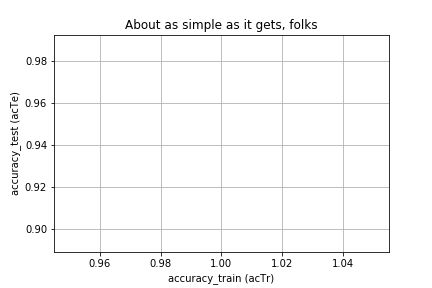 About as simple as it gets, folks
0.98
0.96
0.94
0.92
0.90
accuracy_test (acTe)
0.96 0.98 1.00 1.02 1.04
accuracy_train (acTr)